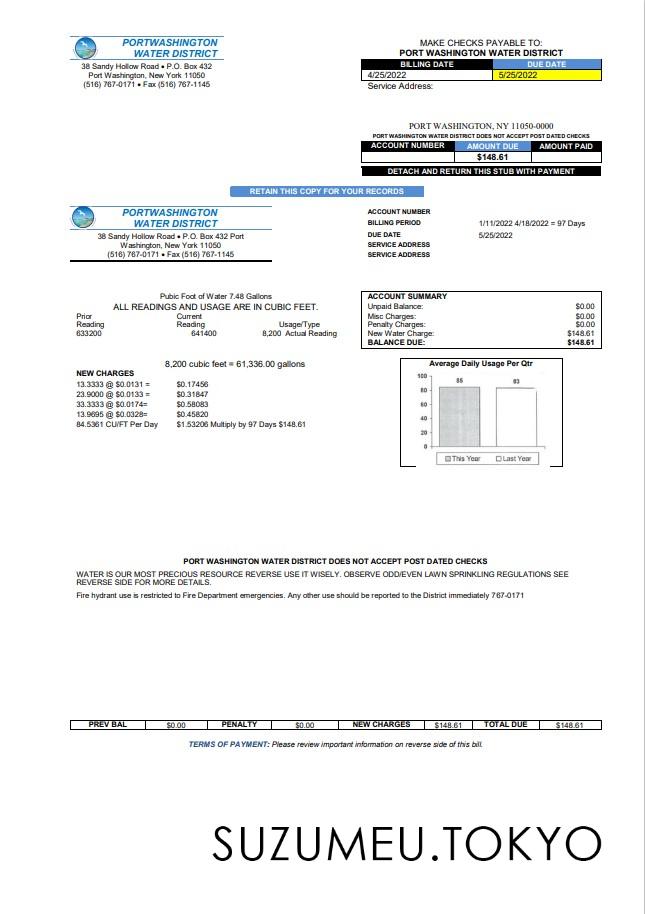 PORTWASHINGTON
WATER DISTRICT
38 Sandy Hollow Road • P.O. Box 432
Port Washington, New York 11050
(516) 767-0171 • Fax (516) 767-1145
MAKE CHECKS PAYABLE TO:
PORT WASHINGTON WATER DISTRICT
BILLING DATE DUE DATE
4/25/2022 5/25/2022
Service Address:
PORT WASHINGTON, NY 11050-0000
PORT WASHINGTON WATER DISTRICT DOES NOT ACCEPT POST DATED CHECKS
ACCOUNT NUMBER AMOUNT DUE AMOUNT PAID
$148.61
DETACH AND RETURN THIS STUB WITH PAYMENT
RETAIN THIS COPY FOR YOUR RECORDS
PORTWASHINGTON
WATER DISTRICT
38 Sandy Hollow Road • P.O. Box 432 Port
Washington, New York 11050
(516) 767-0171 • Fax (516) 767-1145
ACCOUNT NUMBER
BILLING PERIOD 1/11/2022 4/18/2022 = 97 Days
DUE DATE 5/25/2022
SERVICE ADDRESS
SERVICE ADDRESS
Pubic Foot of Water 7.48 Gallons
ALL READINGS AND USAGE ARE IN CUBIC FEET.
Prior Current
Reading Reading Usage/Type
633200 641400 8,200 Actual Reading
ACCOUNT SUMMARY
Unpaid Balance: $0.00
Misc Charges: $0.00
Penalty Charges: $0.00
New Water Charge: $148.61
BALANCE DUE: $148.61
8,200 cubic feet = 61,336.00 gallons
NEW CHARGES
13.3333 @ $0.0131 = $0.17456
23.9000 @ $0.0133 = $0.31847
33.3333 @ $0.0174= $0.58083
13.9695 @ $0.0328= $0.45820
84.5361 CU/FT Per Day $1.53206 Multiply by 97 Days $148.61
Average Daily Usage Per Qtr
100
80
60
40
20
0
85 83
This Year Last Year
PORT WASHINGTON WATER DISTRICT DOES NOT ACCEPT POST DATED CHECKS
WATER IS OUR MOST PRECIOUS RESOURCE REVERSE USE IT WISELY. OBSERVE ODD/EVEN LAWN SPRINKLING REGULATIONS SEE
REVERSE SIDE FOR MORE DETAILS.
Fire hydrant use is restricted to Fire Department emergencies. Any other use should be reported to the District immediately 767-0171
PREV BAL $0.00 PENALTY $0.00 NEW CHARGES $148.61 TOTAL DUE $148.61
TERMS OF PAYMENT: Please review important information on reverse side of this bill.
SUZUMEU.TOKYO